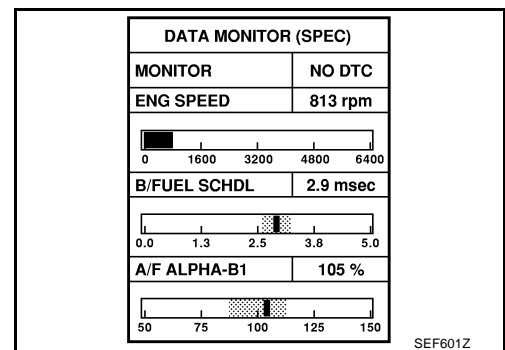 DATA MONITOR (SPEC)
MONITOR NO DTC
ENG SPEED 813 rpm
0 1600 3200 4800 6400
B/FUEL SCHDL 2.9 msec
0.0 1.3 2.5 3.8 5.0
A/F ALPHA-B1 105 %
50 75 100 125 150
SEF601Z